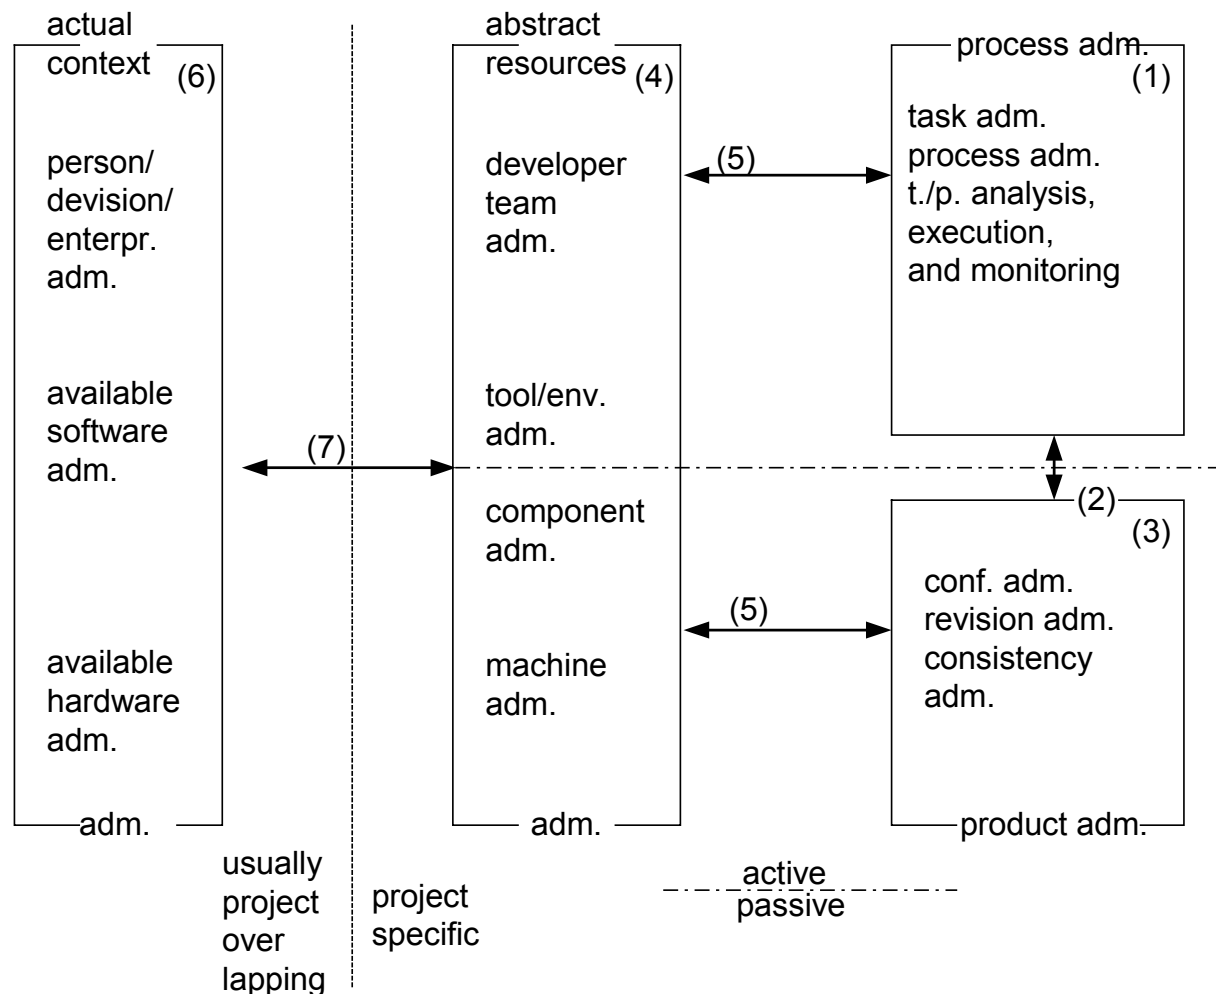 actual
context
(6)
person/
devision/
enterpr.
adm.
available
software
adm.
available
hardware
adm.
adm.
(7)
usually
project
over
lapping
project
specific
abstract
resources
(4)
developer
team
adm.
tool/env.
adm.
component
adm.
machine
adm.
adm.
(5)
(5)
process adm.
(1)
task adm.
process adm.
t./p. analysis,
execution,
and monitoring
(2)
(3)
conf. adm.
revision adm.
consistency
adm.
product adm.
active
passive